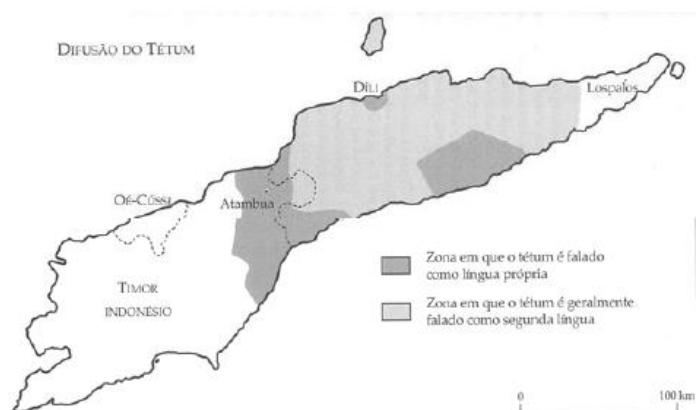 DIFUSÃO DO TÉTUM
DÍLI
LOSPALOS
OÉ-CÚSSI
Atambua
TIMOR
INDONÉSIO
Zona em que o tétum é falado
como língua própria
Zona em que o tétum é geralmente
falado como segunda língua
0
100 km